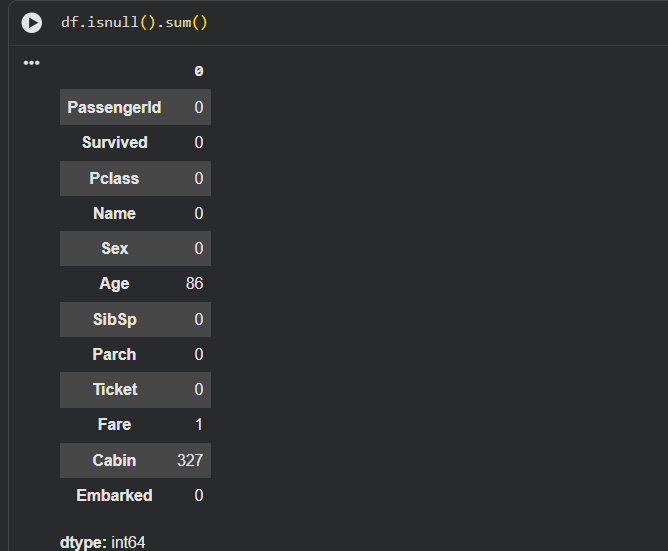 df.isnull().sum()
0
PassengerId 0
Survived 0
Pclass 0
Name 0
Sex 0
Age 86
SibSp 0
Parch 0
Ticket 0
Fare 1
Cabin 327
Embarked 0
dtype: int64